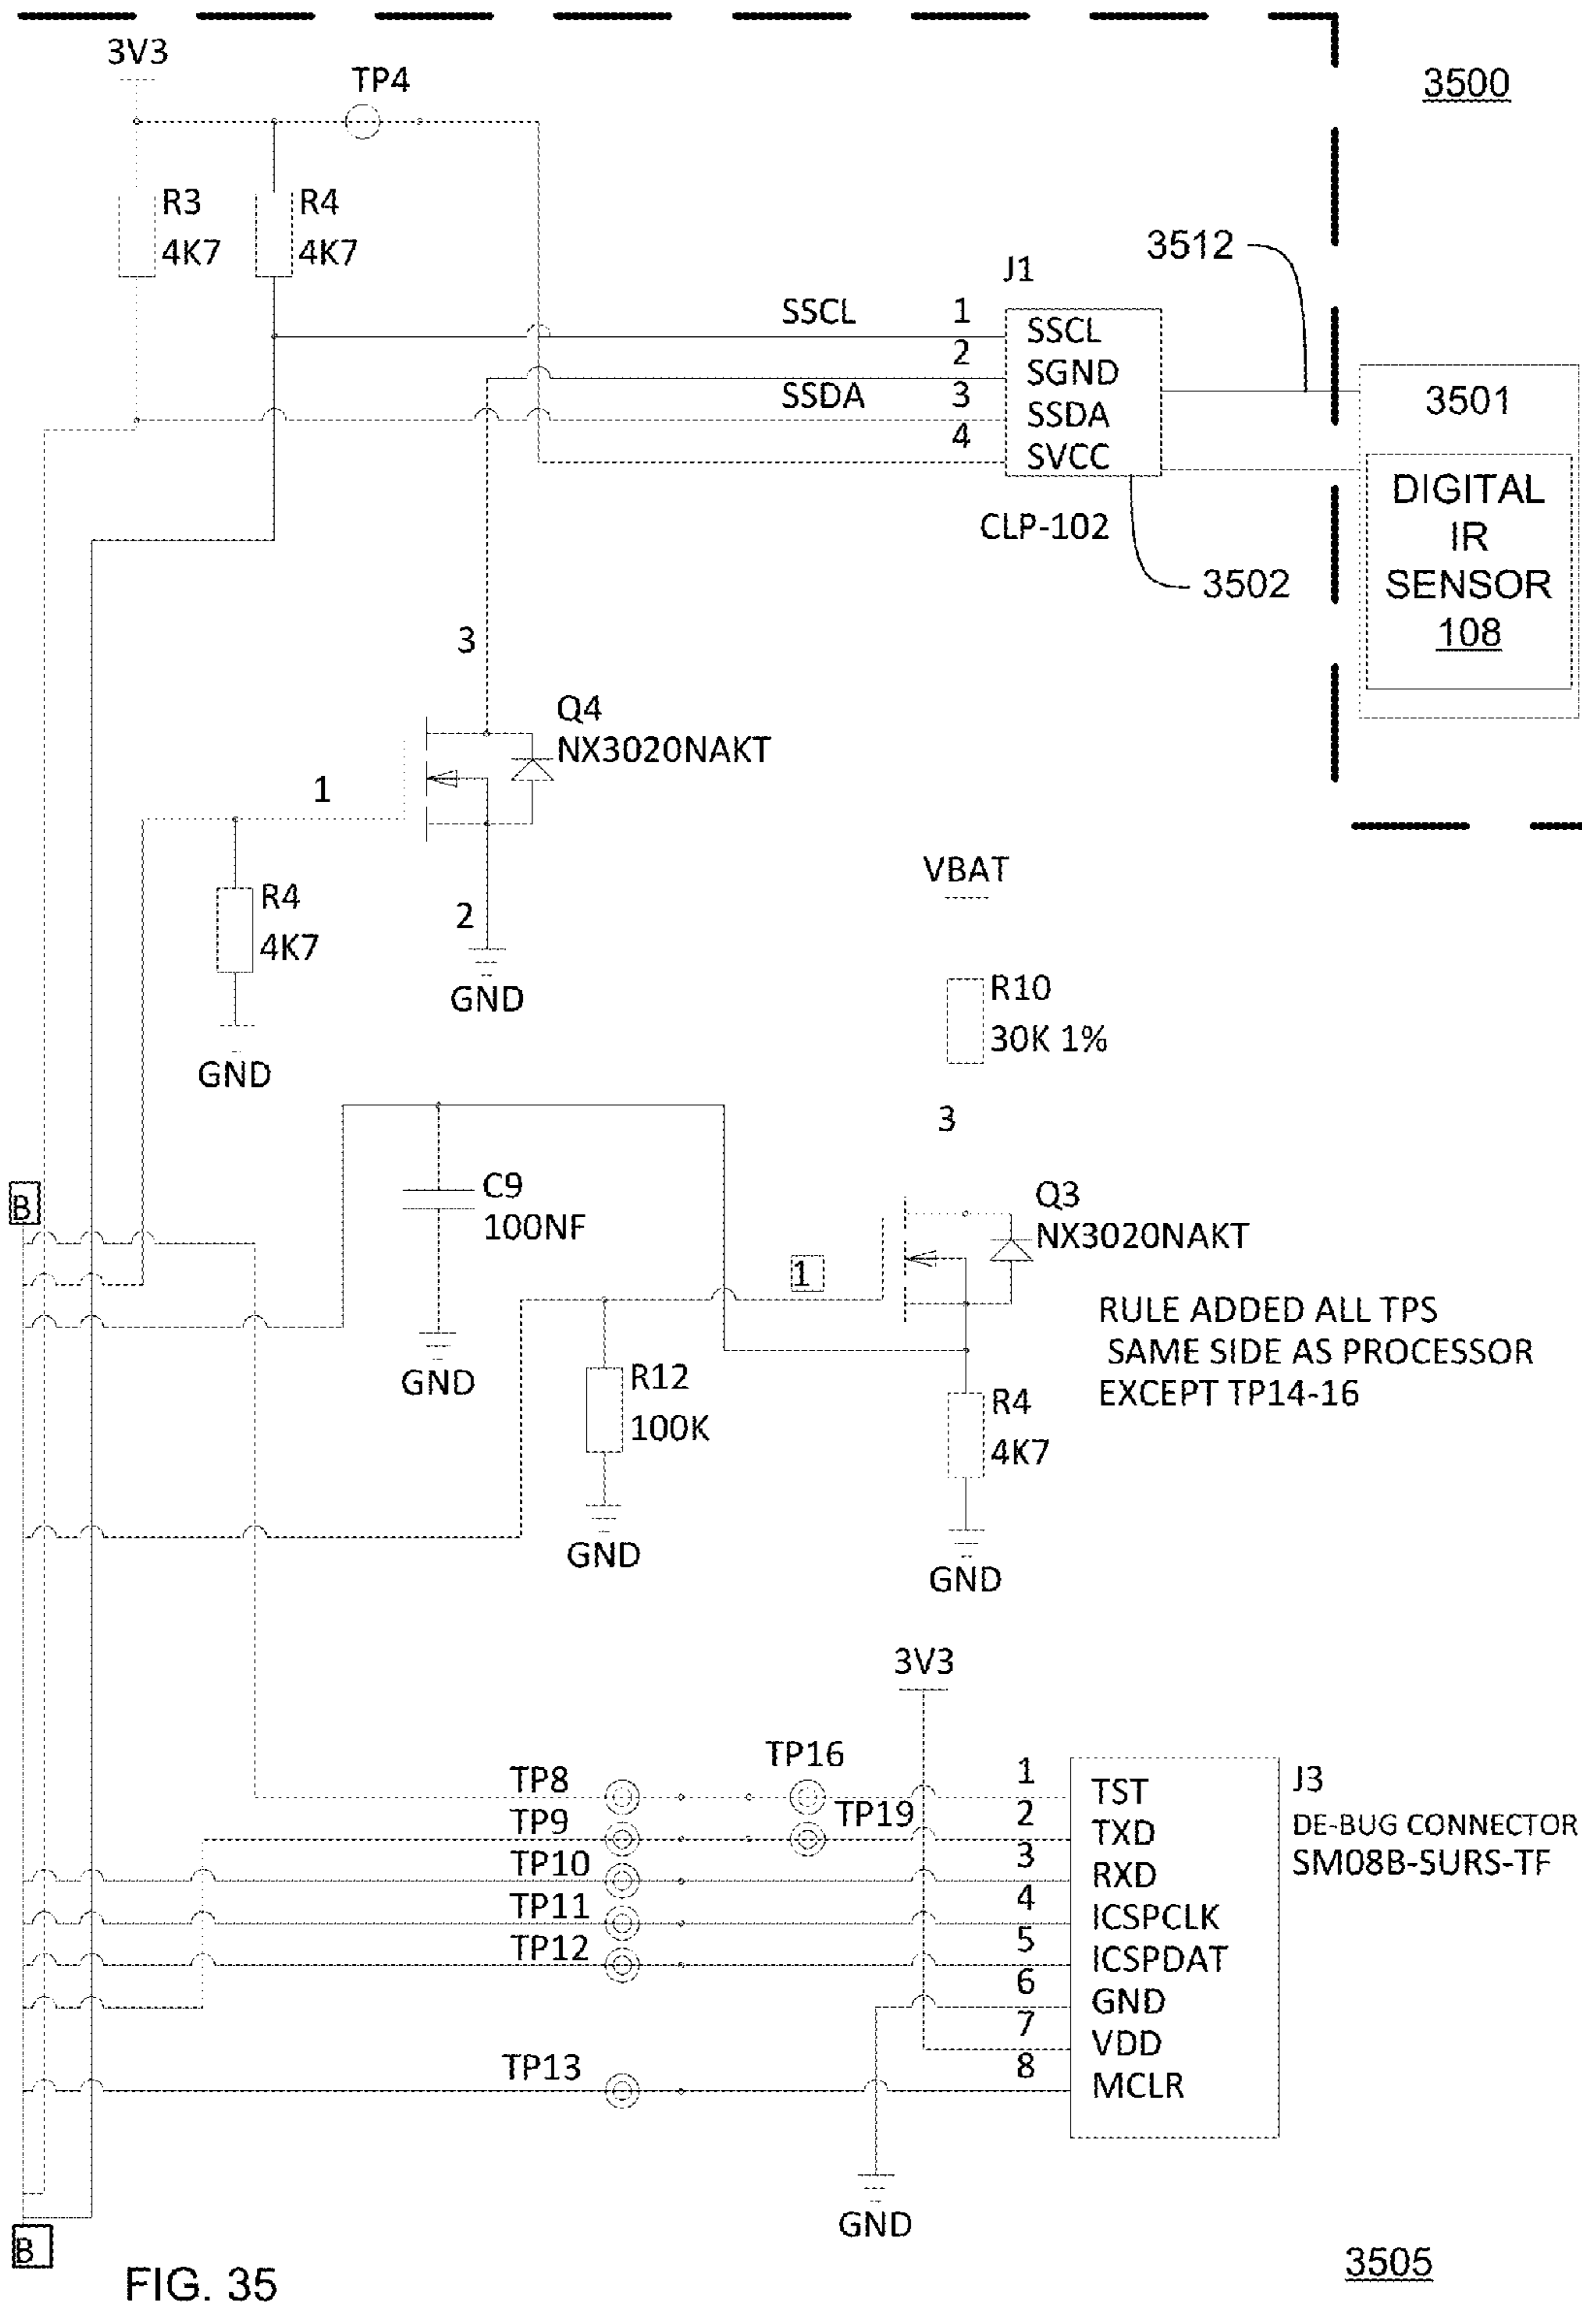 3V3
TP4
3500
R3
4K7
R4
4K7
3512
J1
SSCL
1
SSCL
2
SGND
SSDA
3
SSDA
4
SVCC
3501
CLP-102
3502
DIGITAL
IR
SENSOR
108
3
Q4
NX3020NAKT
1
R4
4K7
2
GND
GND
VBAT
R10
30K 1%
3
B
C9
100NF
GND
Q3
NX3020NAKT
1
RULE ADDED ALL TPS
SAME SIDE AS PROCESSOR
EXCEPT TP14-16
R12
100K
GND
R4
4K7
GND
3V3
TP8
TP16
1
TST
TP9
TP19
2
TXD
TP10
3
RXD
TP11
4
ICSPCLK
TP12
5
ICSPDAT
6
GND
7
VDD
TP13
8
MCLR
J3
DE-BUG CONNECTOR
SM08B-SURS-TF
GND
B
FIG. 35
3505